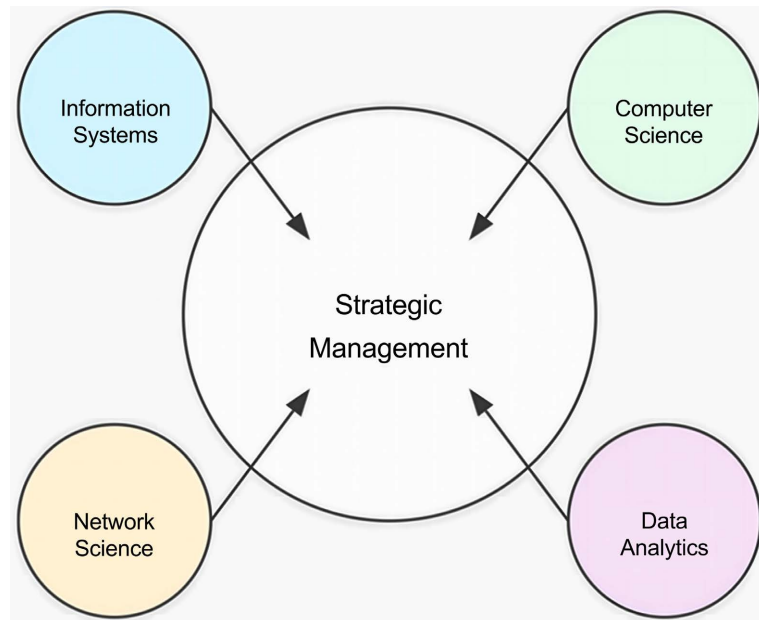 Information
Systems
Computer
Science
Strategic
Management
Network
Science
Data
Analytics